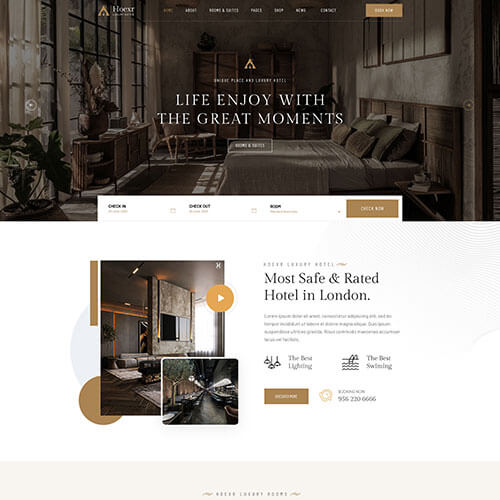 Hoexr
HOME ABOUT ROOMS & SUITES PAGES SHOP NEWS CONTACT
BOOK NOW
UNIQUE PLACE AND LUXURY HOTEL
LIFE ENJOY WITH
THE GREAT MOMENTS
ROOMS & SUITES
CHECK IN
CHECK OUT
ROOM
CHECK NOW
HOEXR LUXURY HOTEL
Most Safe & Rated
Hotel in London.
Lorem ipsum dolor sit amet, consectetur
adipiscing elit, sed do eiusmod tempor
incididunt ut labore et dolore magna aliqua. Quis
suspendisse ultrices gravida. Risus commodo
maecenas accumsan lacus vel facilisis.
The Best
Lighting
The Best
Swiming
DISCOVER MORE
BOOKING NOW
956 220 6666
HOEXR LUXURY ROOMS